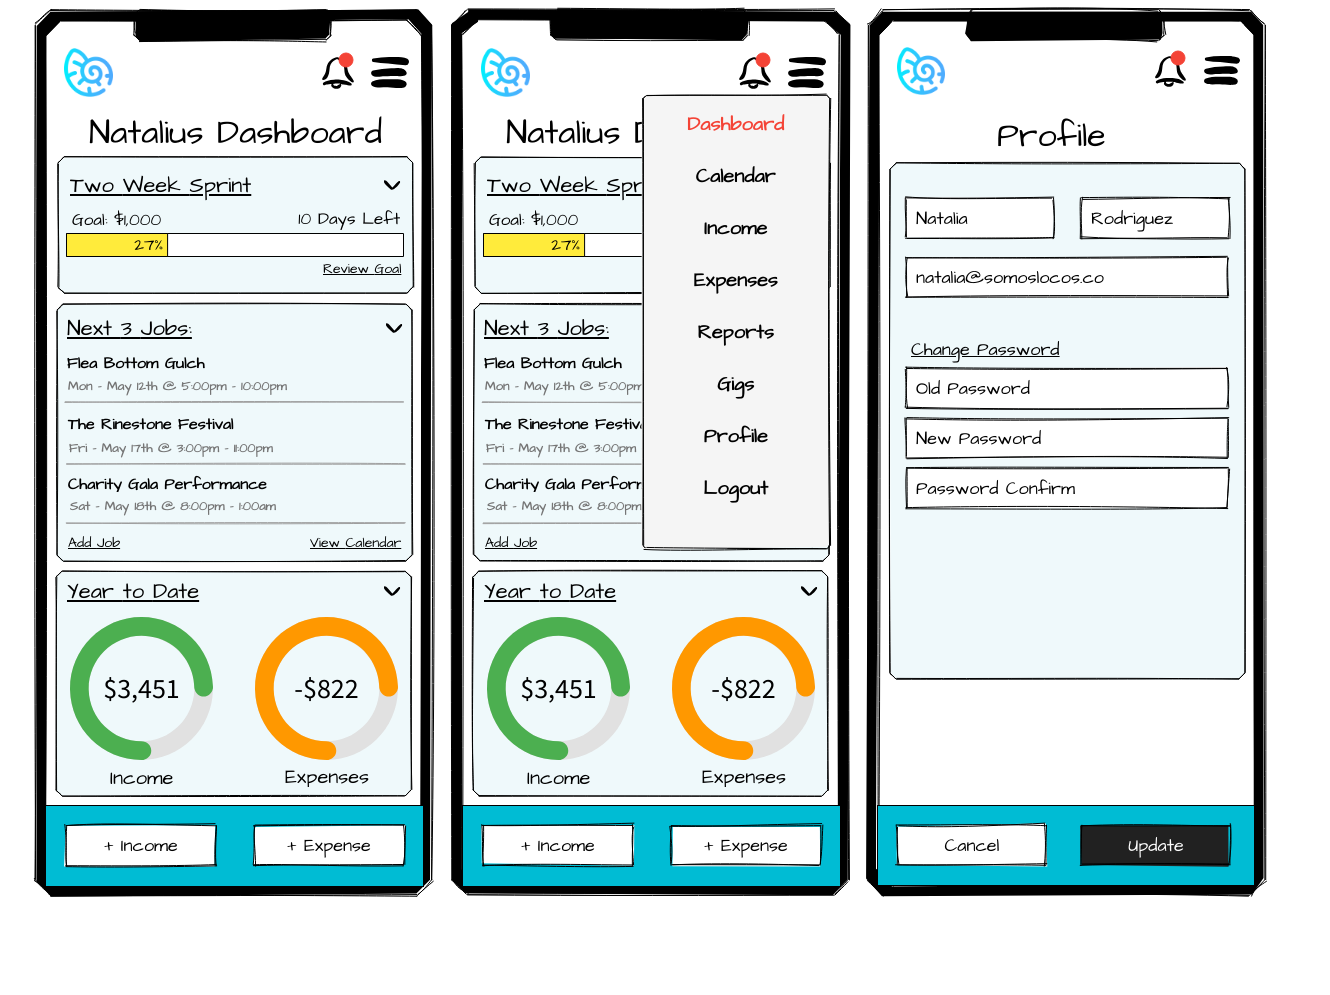 Natalius Dashboard
Two Week Sprint
Goal: $1,000
10 Days Left
27%
Review Goal
Next 3 Jobs:
Flea Bottom Gulch
Mon - May 12th @ 5:00pm - 10:00pm
The Rinestone Festival
Fri - May 17th @ 3:00pm - 11:00pm
Charity Gala Performance
Sat - May 18th @ 8:00pm - 1:00am
Add Job
View Calendar
Year to Date
$3,451
-$822
Income
Expenses
+ Income
+ Expense
Natalius D
Two Week Spr
Goal: $1,000
27%
Next 3 Jobs:
Flea Bottom Gulch
Mon - May 12th @ 5:00pm
The Rinestone Festiv
Fri - May 17th @ 3:00pm
Charity Gala Perfor
Sat - May 18th @ 8:00pm
Add Job
Dashboard
Calendar
Income
Expenses
Reports
Gigs
Profile
Logout
Year to Date
$3,451
-$822
Income
Expenses
+ Income
+ Expense
Profile
Natalia
Rodriguez
natalia@somoslocos.co
Change Password
Old Password
New Password
Password Confirm
Cancel
Update